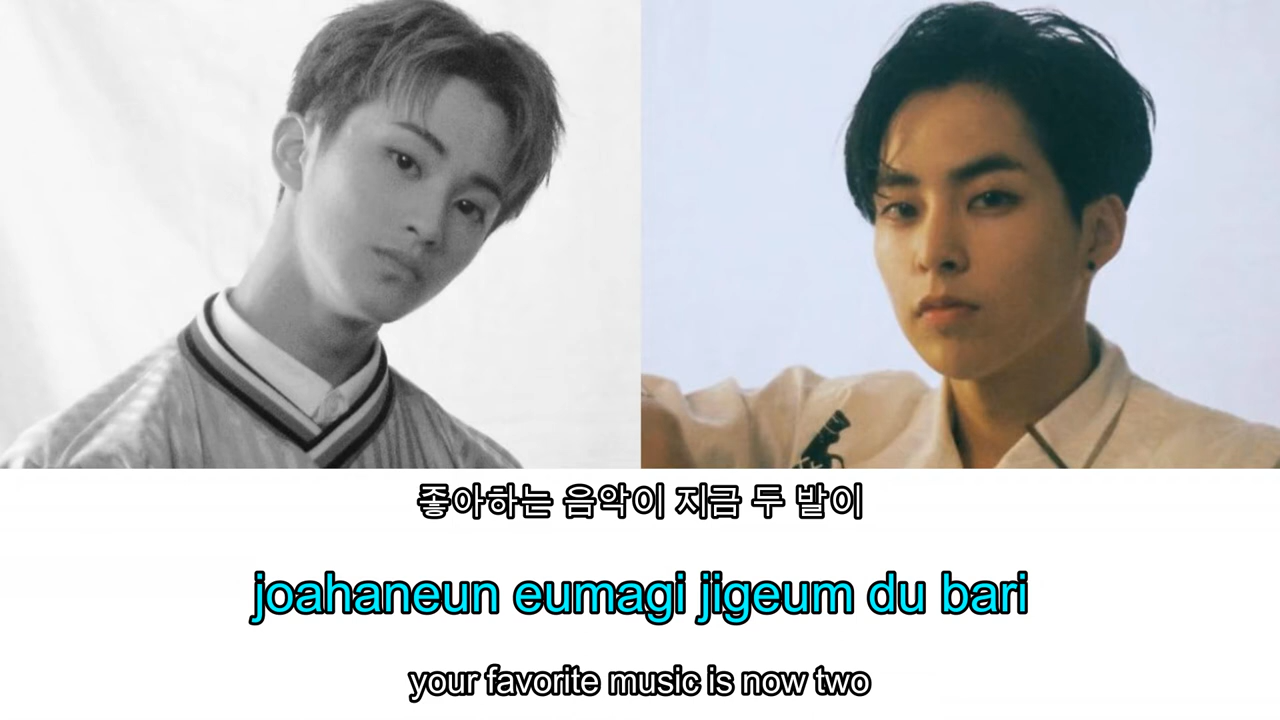 좋아하는 음악이 지금 두 발이
joahaneun eumagi jigeum du bari
your favorite music is now two